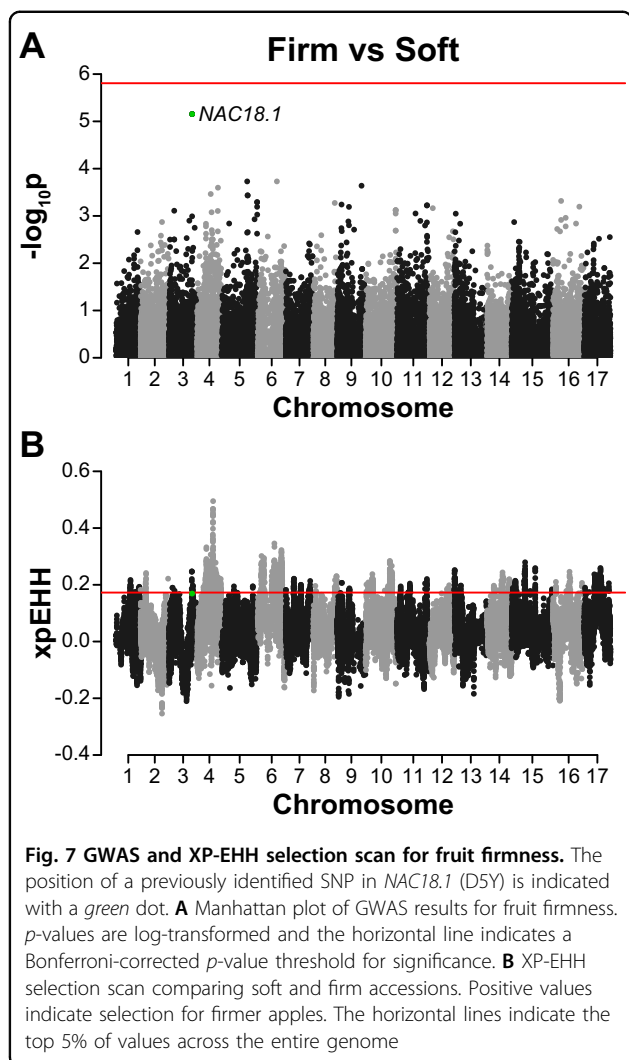 A
Firm vs Soft
6
5
4
3
2
1
0
-log₁₀p
NAC18.1
1 2 3 4 5 6 7 8 9 10 11 12 13 14 15 16 17
Chromosome
B
0.6
0.4
0.2
0.0
-0.2
-0.4
xpEHH
1 2 3 4 5 6 7 8 9 10 11 12 13 14 15 16 17
Chromosome
Fig. 7 GWAS and XP-EHH selection scan for fruit firmness. The
position of a previously identified SNP in NAC18.1 (D5Y) is indicated
with a green dot. A Manhattan plot of GWAS results for fruit firmness.
p-values are log-transformed and the horizontal line indicates a
Bonferroni-corrected p-value threshold for significance. B XP-EHH
selection scan comparing soft and firm accessions. Positive values
indicate selection for firmer apples. The horizontal lines indicate the
top 5% of values across the entire genome